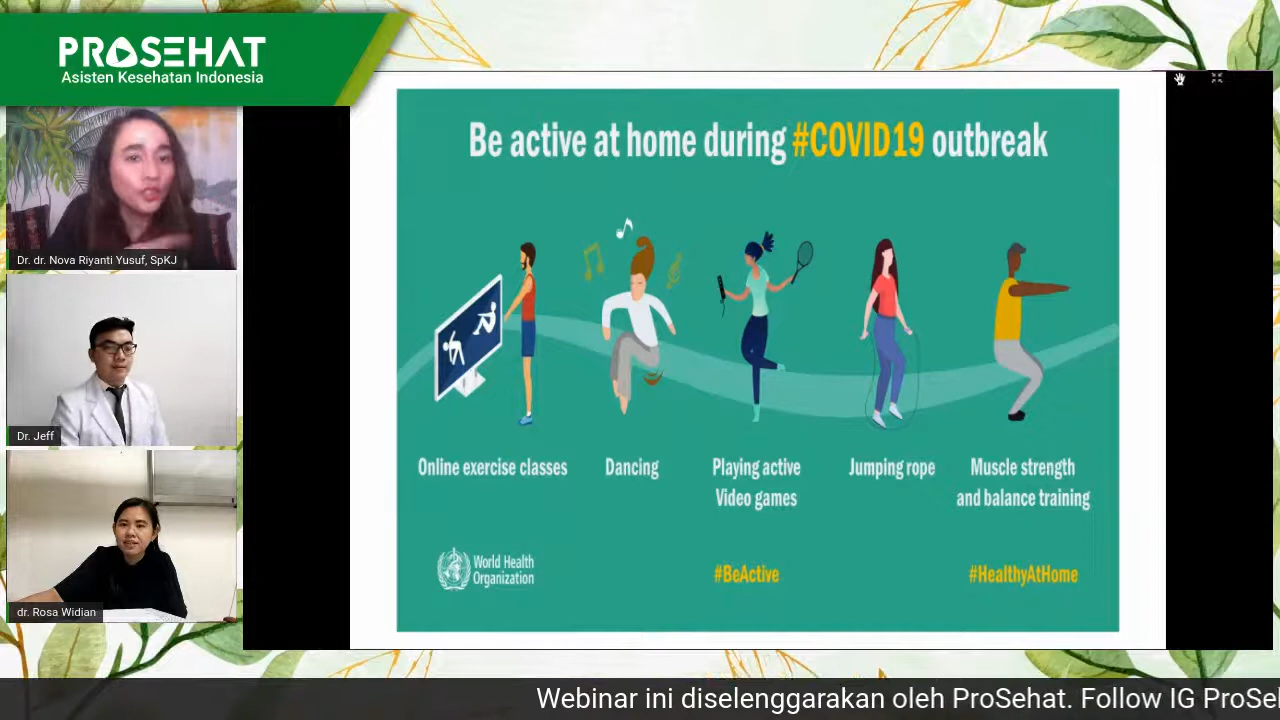 PROSEHAT
Asisten Kesehatan Indonesia
Dr. dr. Nova Riyanti Yusuf, SpKJ
Dr. Jeff
dr. Rosa Widian
Be active at home during #COVID19 outbreak
Online exercise classes
Dancing
Playing active
Video games
Jumping rope
Muscle strength
and balance training
World Health
Organization
#BeActive
#HealthyAtHome
Webinar ini diselenggarakan oleh ProSehat. Follow IG ProSe